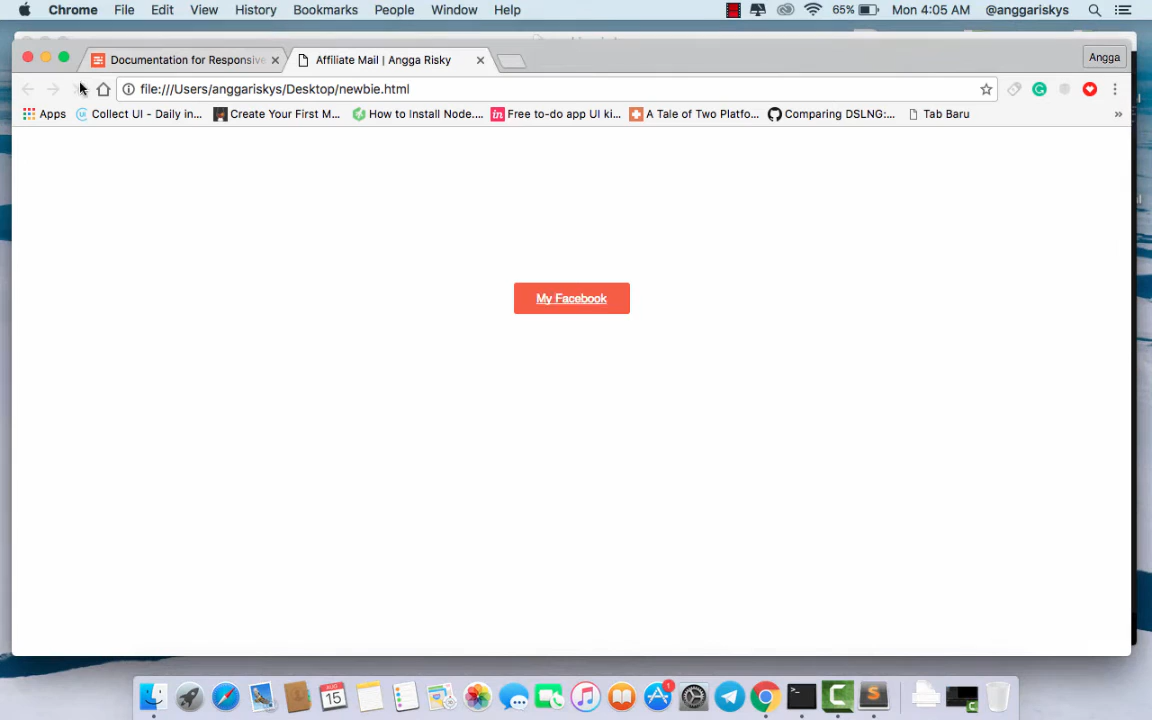 Chrome File Edit View History Bookmarks People Window Help 65% Mon 4:05 AM @anggariskys
Documentation for Responsive Affiliate Mail | Angga Risky Angga
file:///Users/anggariskys/Desktop/newbie.html
Apps Collect UI - Daily in... Create Your First M... How to Install Node.... Free to-do app UI ki... A Tale of Two Platfo... Comparing DSLNG:... Tab Baru »
My Facebook
AUG
15
1